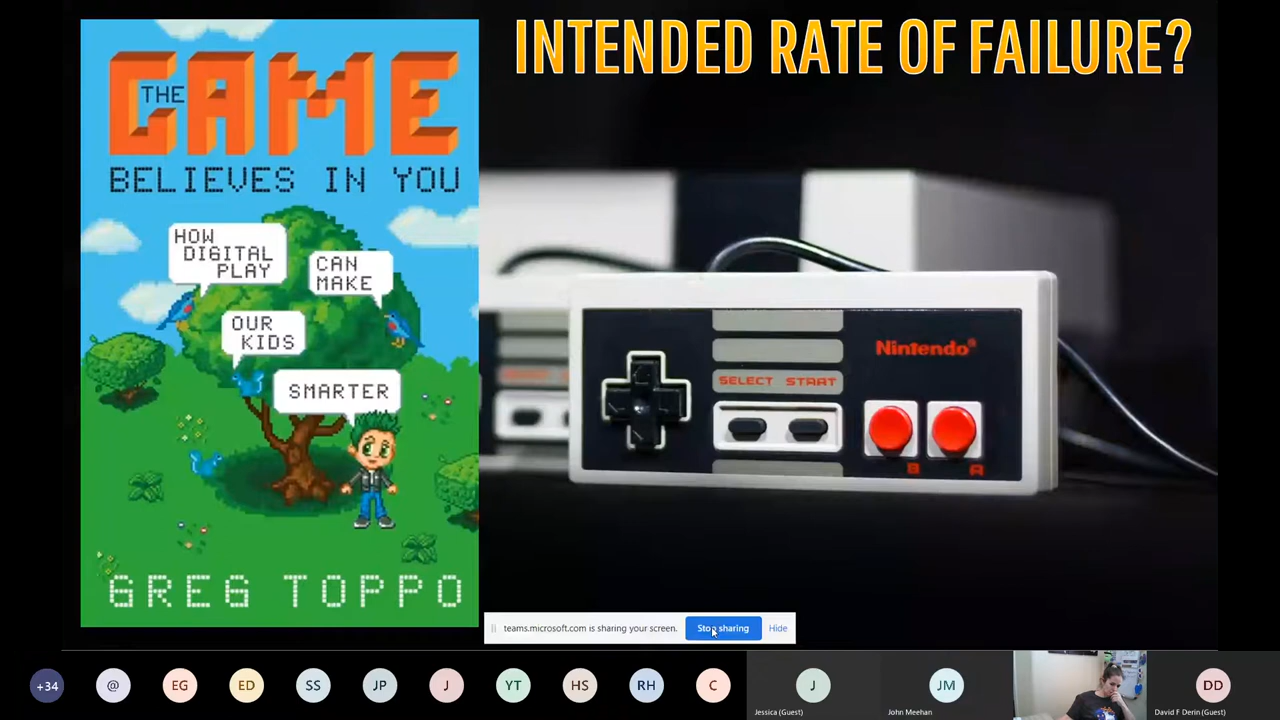 INTENDED RATE OF FAILURE?
THE
GAME
BELIEVES IN YOU
HOW
DIGITAL
PLAY
CAN
MAKE
OUR
KIDS
SMARTER
GREG TOPPO
Nintendo®
SELECT START
B A
teams.microsoft.com is sharing your screen. Stop sharing Hide
+34 @ EG ED SS JP J YT HS RH C J JM DD
Jessica (Guest) John Meehan David F Derin (Guest)